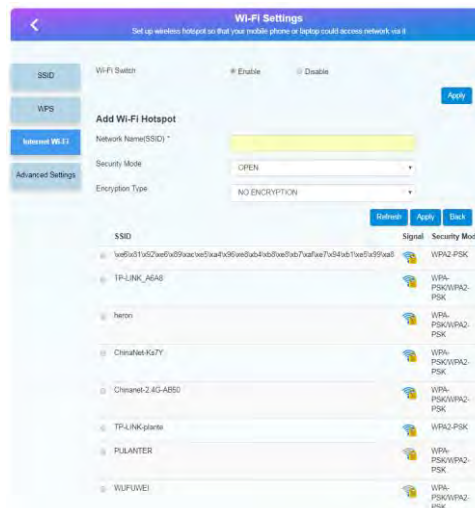 Wi-Fi Settings
Set up wireless hotspot so that your mobile phone or laptop could access network via it
SSID
WPS
Internet Wi-Fi
Advanced Settings
Wi-Fi Switch
Enable
Disable
Apply
Add Wi-Fi Hotspot
Network Name(SSID) *
Security Mode
OPEN
Encryption Type
NO ENCRYPTION
Refresh
Apply
Back
SSID Signal Security Mod
WPA2-PSK
TP-LINK_A6A8
WPA-
PSK/WPA2-
PSK
heron
WPA-
PSK/WPA2-
PSK
ChinaNet-Ks7Y
WPA-
PSK/WPA2-
PSK
Chinanet-2.4G-AB50
WPA-
PSK/WPA2-
PSK
TP-LINK-plante
WPA2-PSK
PULANTER
WPA-
PSK/WPA2-
PSK
WUFUWEI
WPA-
PSK/WPA2-
PSK